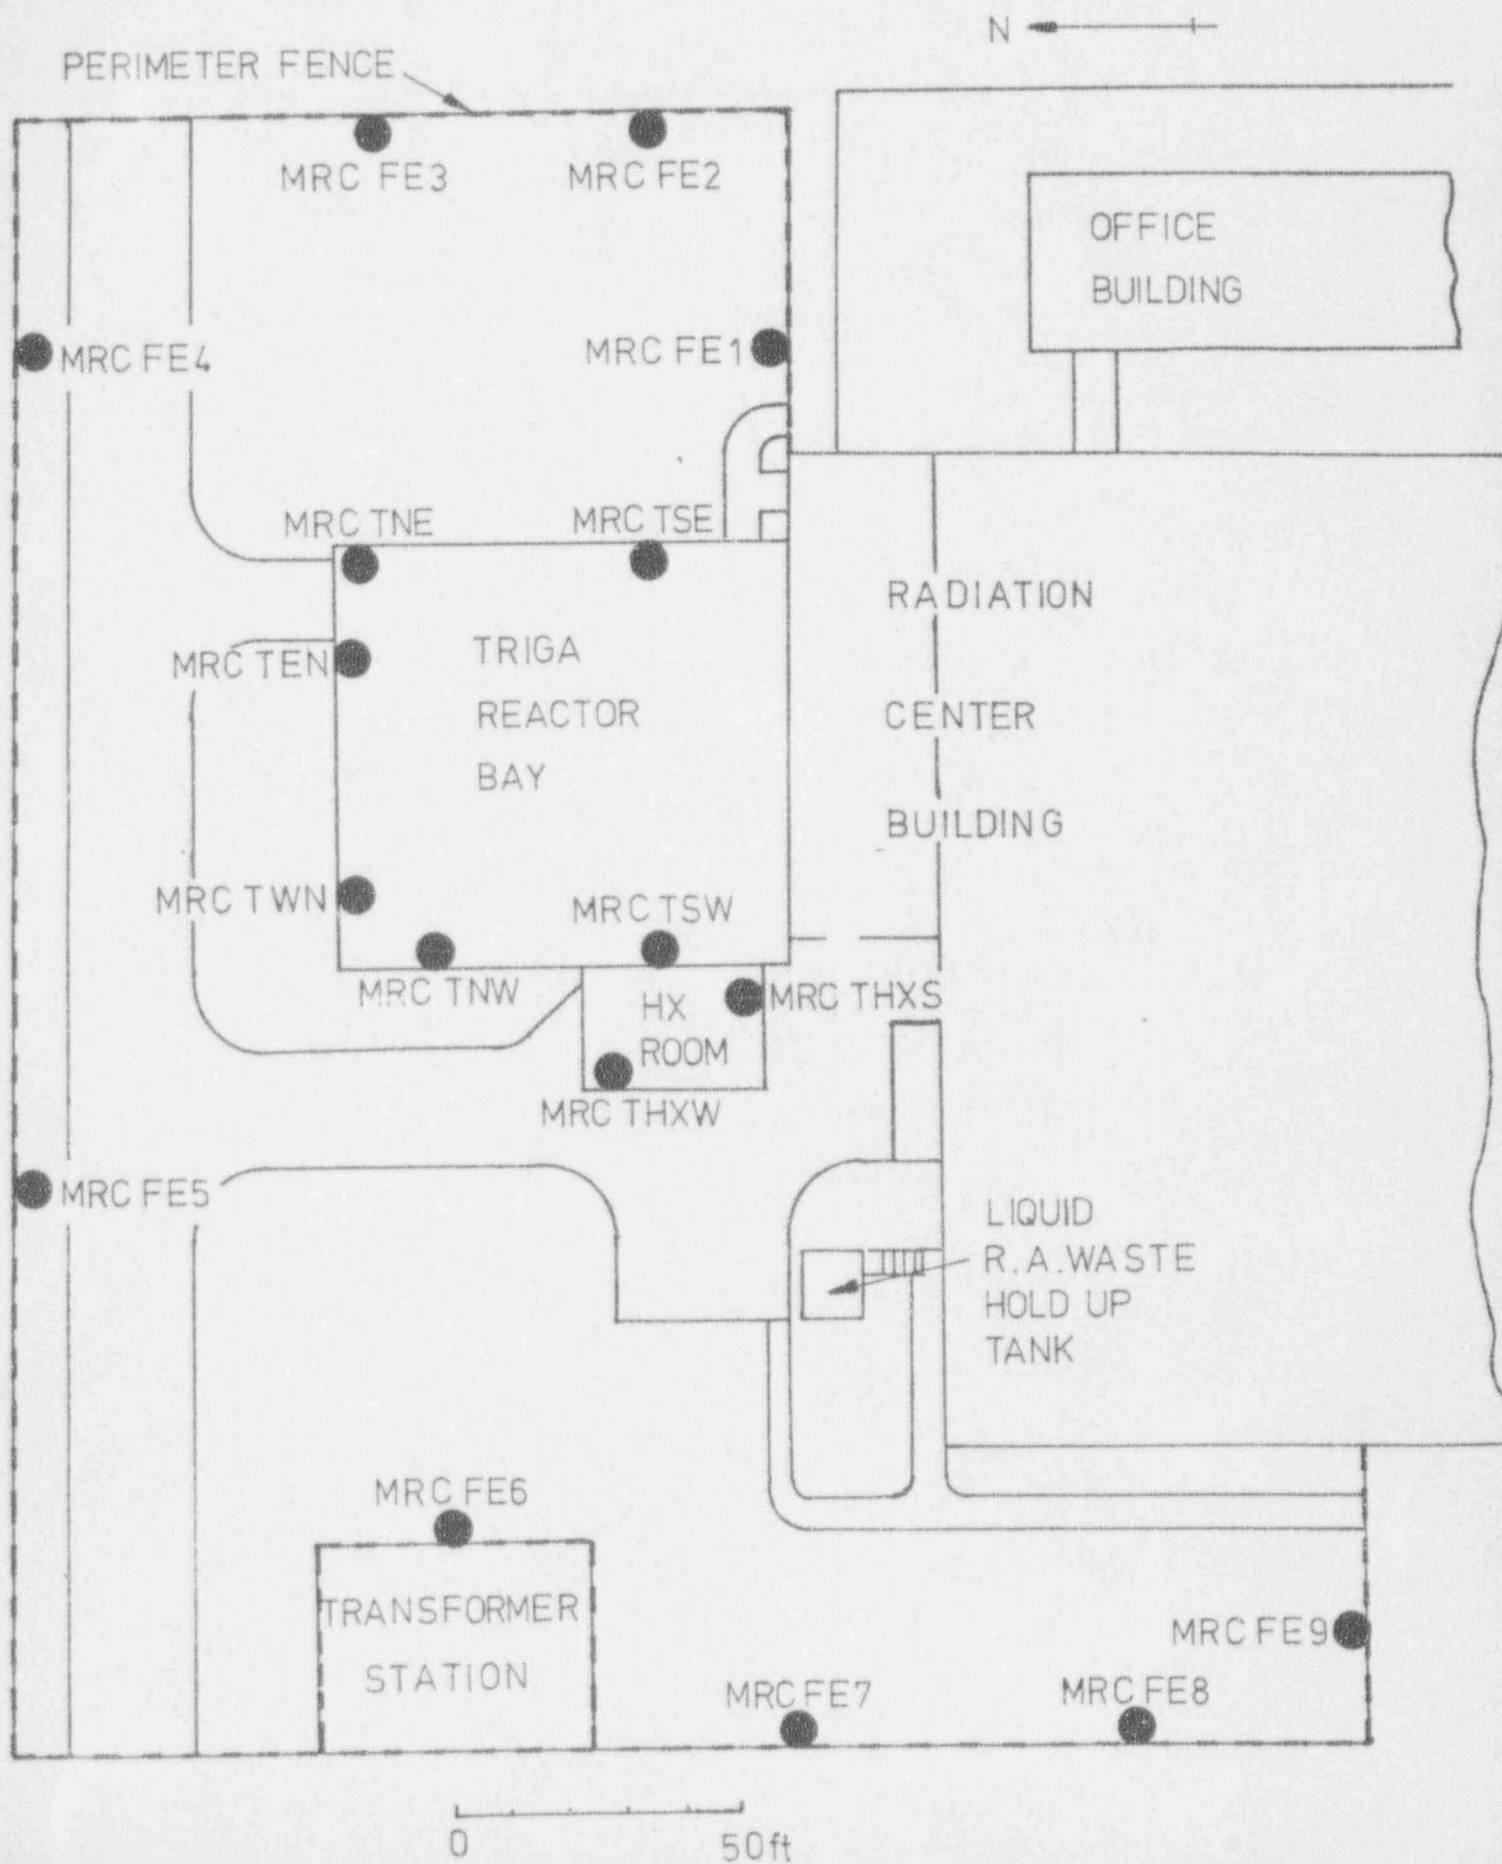 N
PERIMETER FENCE
MRC FE3
MRC FE2
OFFICE
BUILDING
MRC FE4
MRC FE1
MRC TNE
MRC TSE
RADIATION
CENTER
BUILDING
MRC TEN
TRIGA
REACTOR
BAY
MRC TWN
MRC TSW
MRC TNW
HX
ROOM
MRC THXS
MRC THXW
MRC FE5
LIQUID
R.A.WASTE
HOLD UP
TANK
MRC FE6
TRANSFORMER
STATION
MRC FE9
MRC FE7
MRC FE8
0
50ft